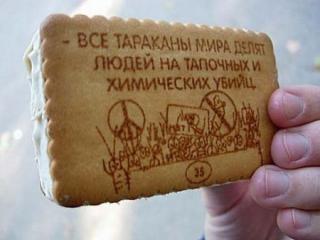 - ВСЕ ТАРАКАНЫ МИРА ДЕЛЯТ
ЛЮДЕЙ НА ТАПОЧНЫХ И
ХИМИЧЕСКИХ УБИЙЦ
35